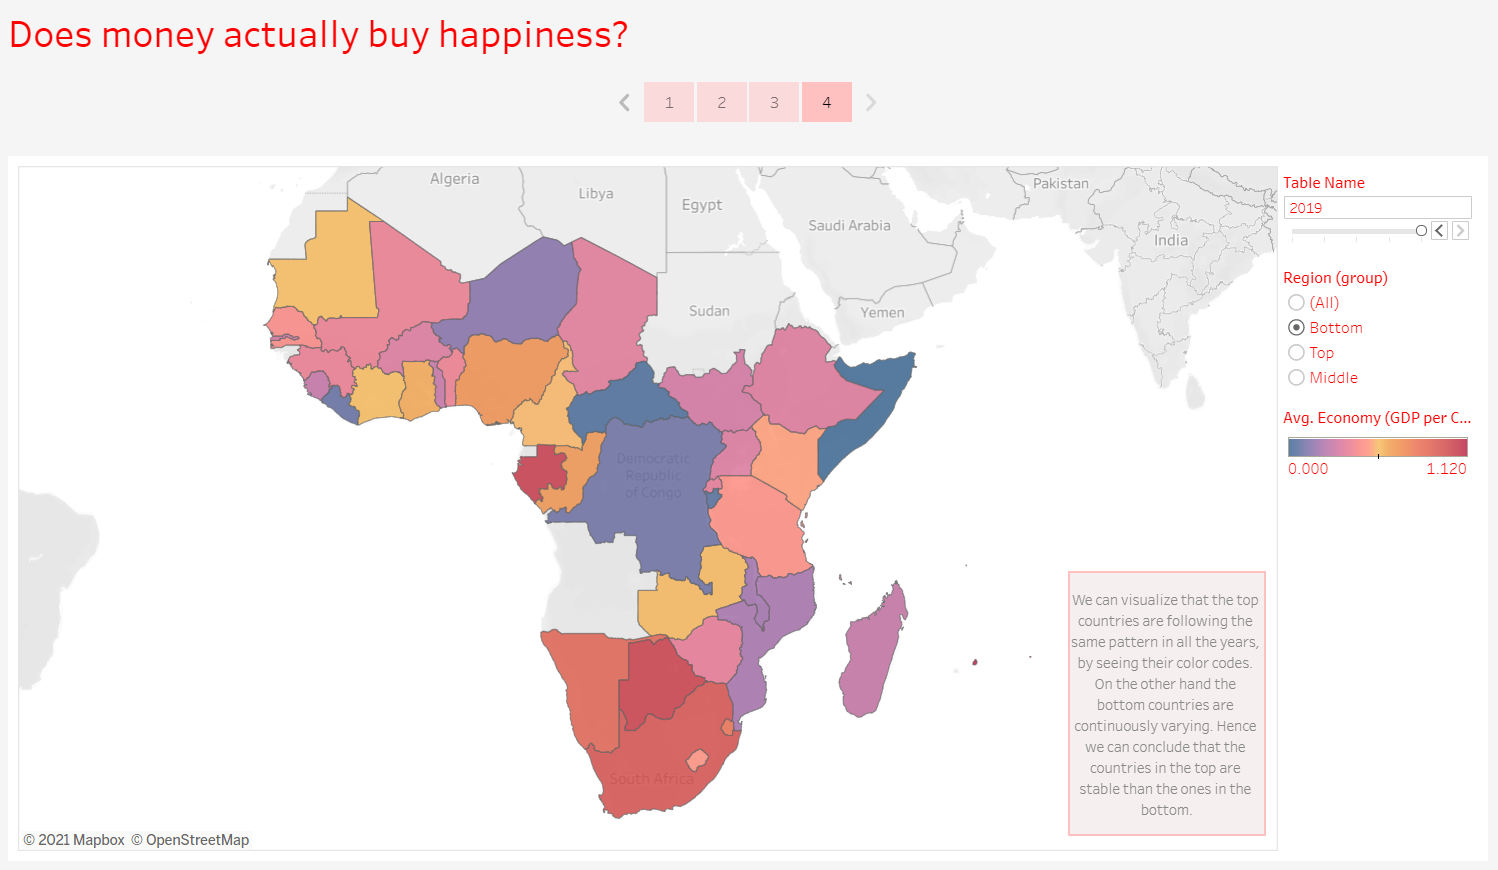 Does money actually buy happiness?
1 2 3 4
Algeria
Libya
Egypt
Saudi Arabia
Pakistan
India
Sudan
Yemen
Democratic
Republic
of Congo
South Africa
© 2021 Mapbox © OpenStreetMap
We can visualize that the top
countries are following the
same pattern in all the years,
by seeing their color codes.
On the other hand the
bottom countries are
continuously varying. Hence
we can conclude that the
countries in the top are
stable than the ones in the
bottom.
Table Name
2019
Region (group)
(All)
Bottom
Top
Middle
Avg. Economy (GDP per C...
0.000 1.120